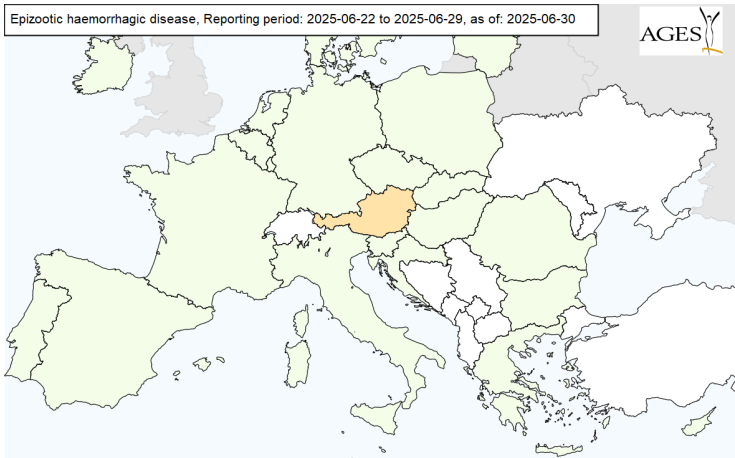 Epizootic haemorrhagic disease, Reporting period: 2025-06-22 to 2025-06-29, as of: 2025-06-30
AGES